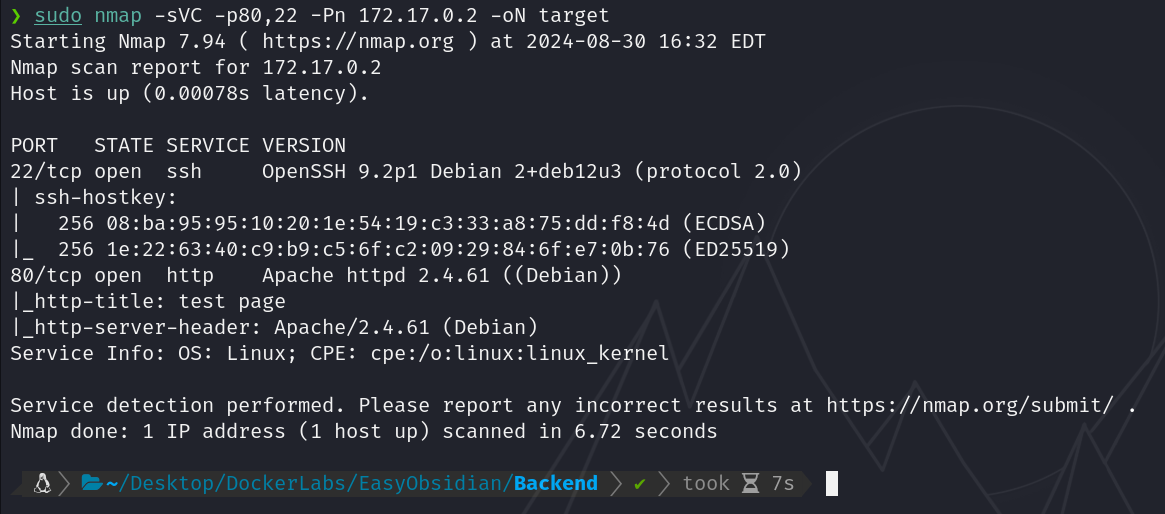 ❯ sudo nmap -sVC -p80,22 -Pn 172.17.0.2 -oN target
Starting Nmap 7.94 ( https://nmap.org ) at 2024-08-30 16:32 EDT
Nmap scan report for 172.17.0.2
Host is up (0.00078s latency).

PORT   STATE SERVICE VERSION
22/tcp open  ssh     OpenSSH 9.2p1 Debian 2+deb12u3 (protocol 2.0)
| ssh-hostkey:
|   256 08:ba:95:95:10:20:1e:54:19:c3:33:a8:75:dd:f8:4d (ECDSA)
|_  256 1e:22:63:40:c9:b9:c5:6f:c2:09:29:84:6f:e7:0b:76 (ED25519)
80/tcp open  http    Apache httpd 2.4.61 ((Debian))
|_http-title: test page
|_http-server-header: Apache/2.4.61 (Debian)
Service Info: OS: Linux; CPE: cpe:/o:linux:linux_kernel

Service detection performed. Please report any incorrect results at https://nmap.org/submit/ .
Nmap done: 1 IP address (1 host up) scanned in 6.72 seconds

~/Desktop/DockerLabs/EasyObsidian/Backend ✔ took ⌛ 7s